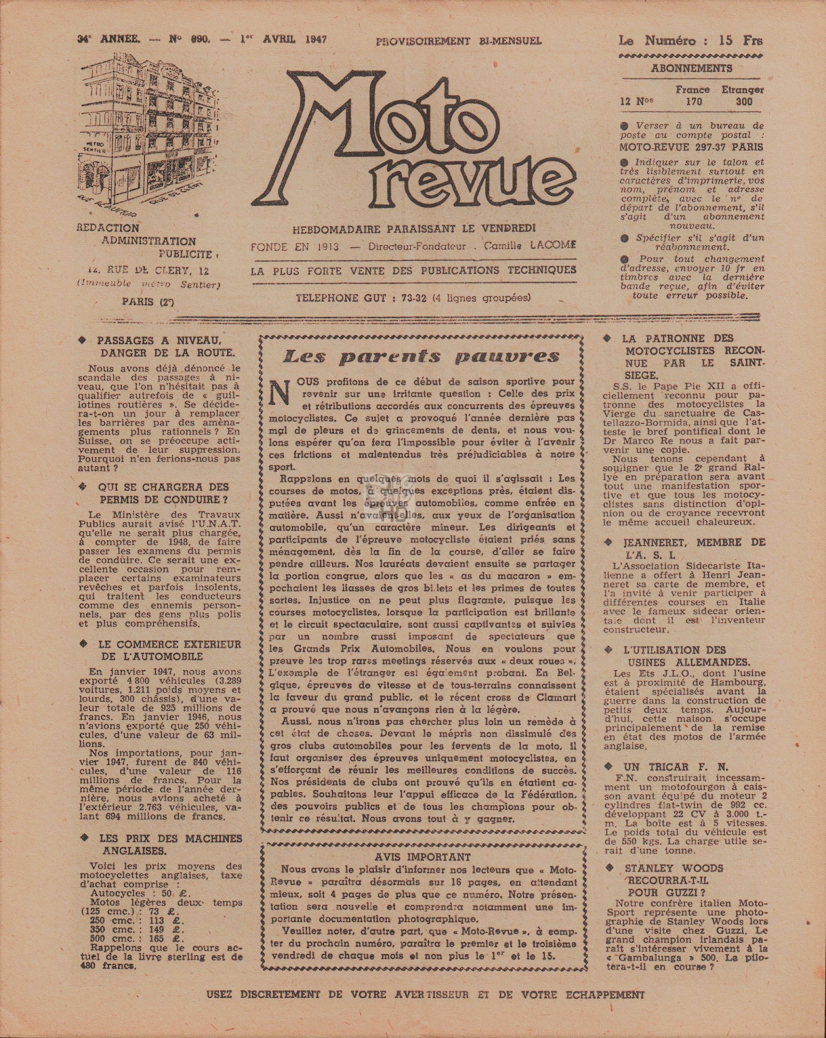 34e ANNEE. — No 890. — 1er AVRIL 1947
PROVISOIREMENT BI-MENSUEL
Le Numéro : 15 Frs
METRO
SENTIER
Moto
revue
REDACTION
ADMINISTRATION
PUBLICITE :
12, RUE DE CLERY, 12
(Immeuble métro Sentier)
PARIS (2e)
HEBDOMADAIRE PARAISSANT LE VENDREDI
FONDE EN 1913 — Directeur-Fondateur . Camille LACOME
LA PLUS FORTE VENTE DES PUBLICATIONS TECHNIQUES
TELEPHONE GUT : 73-32 (4 lignes groupées)
ABONNEMENTS
France Etranger
12 Nos 170 300
● Verser à un bureau de
poste au compte postal :
MOTO-REVUE 297-37 PARIS
● Indiquer sur le talon et
très lisiblement surtout en
caractères d'imprimerie, vos
nom, prénom et adresse
complète, avec le no de
départ de l'abonnement, s'il
s'agit d'un abonnement
nouveau.
● Spécifier s'il s'agit d'un
réabonnement.
● Pour tout changement
d'adresse, envoyer 10 fr en
timbres avec la dernière
bande reçue, afin d'éviter
toute erreur possible.
◆ PASSAGES A NIVEAU,
DANGER DE LA ROUTE.
Nous avons déjà dénoncé le
scandale des passages à ni-
veau, que l'on n'hésitait pas à
qualifier autrefois de « guil-
lotines routières ». Se décide-
ra-t-on un jour à remplacer
les barrières par des aména-
gements plus rationnels ? En
Suisse, on se préoccupe acti-
vement de leur suppression.
Pourquoi n'en ferions-nous pas
autant ?
◆ QUI SE CHARGERA DES
PERMIS DE CONDUIRE ?
Le Ministère des Travaux
Publics aurait avisé l'U.N.A.T.
qu'elle ne serait plus chargée,
à compter de 1948, de faire
passer les examens du permis
de conduire. Ce serait une ex-
cellente occasion pour rem-
placer certains examinateurs
revêches et parfois insolents,
qui traitent les conducteurs
comme des ennemis person-
nels, par des gens plus polis
et plus compréhensifs.
◆ LE COMMERCE EXTERIEUR
DE L'AUTOMOBILE
En janvier 1947, nous avons
exporté 4 800 véhicules (3.289
voitures, 1.211 poids moyens et
lourds, 300 châssis), d'une va-
leur totale de 925 millions de
francs. En janvier 1946, nous
n'avions exporté que 250 véhi-
cules, d'une valeur de 63 mil-
lions.
Nos importations, pour jan-
vier 1947, furent de 840 véhi-
cules, d'une valeur de 116
millions de francs. Pour la
même période de l'année der-
nière, nous avions acheté à
l'extérieur 2.763 véhicules, va-
lant 694 millions de francs.
◆ LES PRIX DES MACHINES
ANGLAISES.
Voici les prix moyens des
motocyclettes anglaises, taxe
d'achat comprise :
Autocycles : 50 £.
Motos légères deux temps
(125 cmc.) : 73 £.
250 cmc. : 113 £.
350 cmc. : 149 £.
500 cmc. : 165 £.
Rappelons que le cours ac-
tuel de la livre sterling est de
480 francs.
Les parents pauvres
NOUS profitons de ce début de saison sportive pour
revenir sur une irritante question : Celle des prix
et rétributions accordés aux concurrents des épreuves
motocyclistes. Ce sujet a provoqué l'année dernière pas
mal de pleurs et de grincements de dents, et nous vou-
lons espérer qu'on fera l'impossible pour éviter à l'avenir
ces frictions et malentendus très préjudiciables à notre
sport.
Rappelons en quelques mots de quoi il s'agissait : Les
courses de motos, à quelques exceptions près, étaient dis-
putées avant les épreuves automobiles, comme entrée en
matière. Aussi n'avaient-elles, aux yeux de l'organisation
automobile, qu'un caractère mineur. Les dirigeants et
participants de l'épreuve motocycliste étaient priés sans
ménagement, dès la fin de la course, d'aller se faire
pendre ailleurs. Nos lauréats devaient ensuite se partager
la portion congrue, alors que les « as du macaron » em-
pochaient les liasses de gros billets et les primes de toutes
sortes. Injustice on ne peut plus flagrante, puisque les
courses motocyclistes, lorsque la participation est brillante
et le circuit spectaculaire, sont aussi captivantes et suivies
par un nombre aussi imposant de spectateurs que
les Grands Prix Automobiles. Nous en voulons pour
preuve les trop rares meetings réservés aux « deux roues ».
L'exemple de l'étranger est également probant. En Bel-
gique, épreuves de vitesse et de tous-terrains connaissent
la faveur du grand public, et le récent cross de Clamart
a prouvé que nous n'avançons rien à la légère.
Aussi, nous n'irons pas chercher plus loin un remède à
cet état de choses. Devant le mépris non dissimulé des
gros clubs automobiles pour les fervents de la moto, il
faut organiser des épreuves uniquement motocyclistes, en
s'efforçant de réunir les meilleures conditions de succès.
Nos présidents de clubs ont prouvé qu'ils en étaient ca-
pables. Souhaitons leur l'appui efficace de la Fédération,
des pouvoirs publics et de tous les champions pour ob-
tenir ce résultat. Nous avons tout à y gagner.
AVIS IMPORTANT
Nous avons le plaisir d'informer nos lecteurs que « Moto-
Revue » paraîtra désormais sur 16 pages, en attendant
mieux, soit 4 pages de plus que ce numéro. Notre présen-
tation sera nouvelle et comprendra notamment une im-
portante documentation photographique.
Veuillez noter, d'autre part, que « Moto-Revue », à comp-
ter du prochain numéro, paraîtra le premier et le troisième
vendredi de chaque mois et non plus le 1er et le 15.
◆ LA PATRONNE DES
MOTOCYCLISTES RECON-
NUE PAR LE SAINT-
SIEGE.
S.S. le Pape Pie XII a offi-
ciellement reconnu pour pa-
tronne des motocyclistes la
Vierge du sanctuaire de Cas-
tellazzo-Bormida, ainsi que l'at-
teste le bref pontifical dont le
Dr Marco Re nous a fait par-
venir une copie.
Nous tenons cependant à
souligner que le 2e grand Ral-
lye en préparation sera avant
tout une manifestation spor-
tive et que tous les motocy-
clistes sans distinction d'opi-
nion ou de croyance recevront
le même accueil chaleureux.
◆ JEANNERET, MEMBRE DE
L'A. S. I.
L'Association Sidecariste Ita-
lienne a offert à Henri Jean-
neret sa carte de membre, et
l'a invité à venir participer à
différentes courses en Italie
avec le fameux sidecar orien-
table dont il est l'inventeur
constructeur.
◆ L'UTILISATION DES
USINES ALLEMANDES.
Les Ets J.L.O., dont l'usine
est à proximité de Hambourg,
étaient spécialisés avant la
guerre dans la construction de
petits deux temps. Aujour-
d'hui, cette maison s'occupe
principalement de la remise
en état des motos de l'armée
anglaise.
◆ UN TRICAR F. N.
F.N. construirait incessam-
ment un motofourgon à cais-
son avant équipé du moteur 2
cylindres flat-twin de 992 cc.
développant 22 CV à 3.000 t.-
m. La boîte est à 5 vitesses.
Le poids total du véhicule est
de 550 kgs. La charge utile se-
rait d'une tonne.
◆ STANLEY WOODS
RECOURRA-T-IL
POUR GUZZI ?
Notre confrère italien Moto-
Sport représente une photo-
graphie de Stanley Woods lors
d'une visite chez Guzzi. Le
grand champion irlandais pa-
raît s'intéresser vivement à la
« Gambalunga » 500. La pilo-
tera-t-il en course ?
USEZ DISCRETEMENT DE VOTRE AVERTISSEUR ET DE VOTRE ECHAPPEMENT